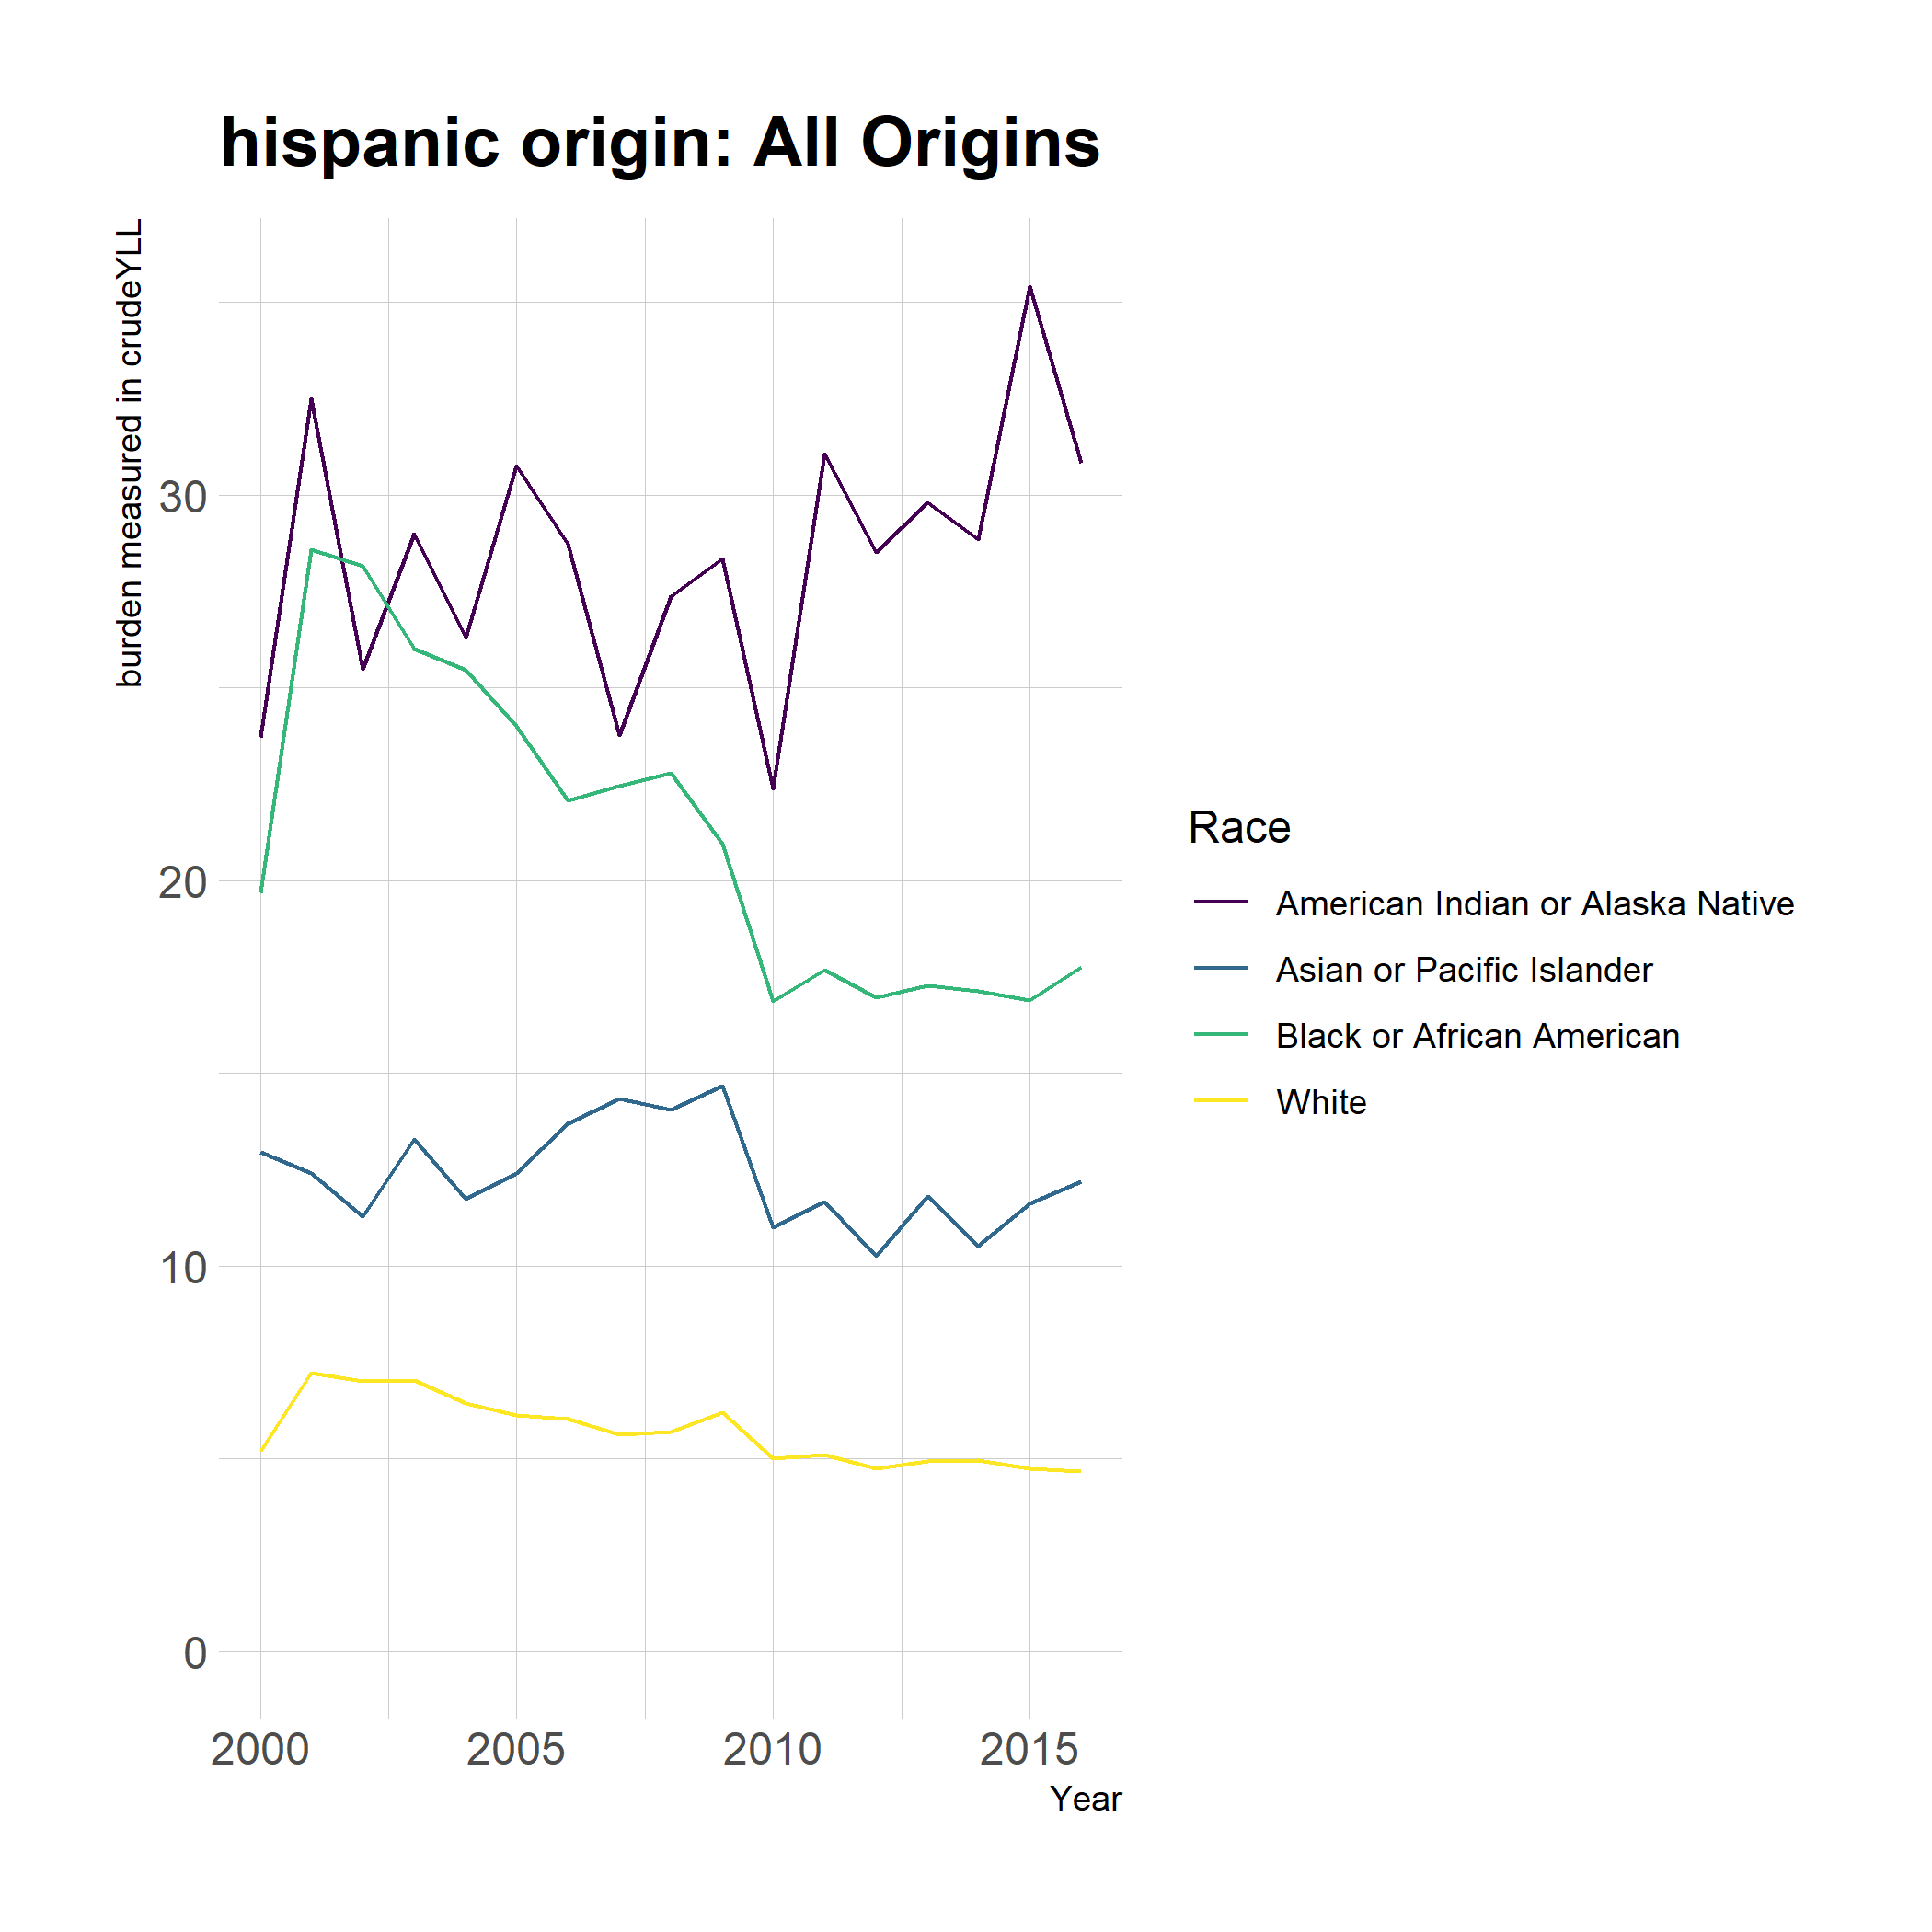 hispanic origin: All Origins
burden measured in crudeYLL
30
20
10
0
2000 2005 2010 2015
Year
Race
American Indian or Alaska Native
Asian or Pacific Islander
Black or African American
White